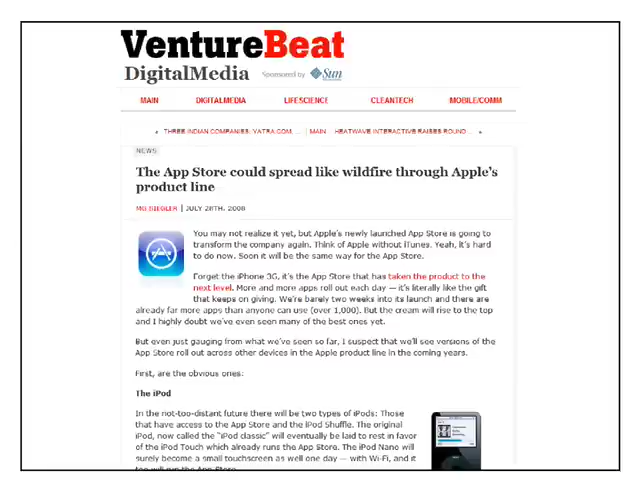 VentureBeat
DigitalMedia Sponsored by Sun
MAIN DIGITALMEDIA LIFESCIENCE CLEANTECH MOBILE/COMM
« THREE INDIAN COMPANIES: YATRA.COM, ... | MAIN HEATWAVE INTERACTIVE RAISES ROUND ... »
NEWS
The App Store could spread like wildfire through Apple's
product line
MG SIEGLER | JULY 28TH, 2008
You may not realize it yet, but Apple's newly launched App Store is going to
transform the company again. Think of Apple without iTunes. Yeah, it's hard
to do now. Soon it will be the same way for the App Store.
Forget the iPhone 3G, it's the App Store that has taken the product to the
next level. More and more apps roll out each day — it's literally like the gift
that keeps on giving. We're barely two weeks into its launch and there are
already far more apps than anyone can use (over 1,000). But the cream will rise to the top
and I highly doubt we've even seen many of the best ones yet.
But even just gauging from what we've seen so far, I suspect that we'll see versions of the
App Store roll out across other devices in the Apple product line in the coming years.
First, are the obvious ones:
The iPod
In the not-too-distant future there will be two types of iPods: Those
that have access to the App Store and the iPod Shuffle. The original
iPod, now called the "iPod classic" will eventually be laid to rest in favor
of the iPod Touch which already runs the App Store. The iPod Nano will
surely become a small touchscreen as well one day — with Wi-Fi, and it
too will run the App Store.